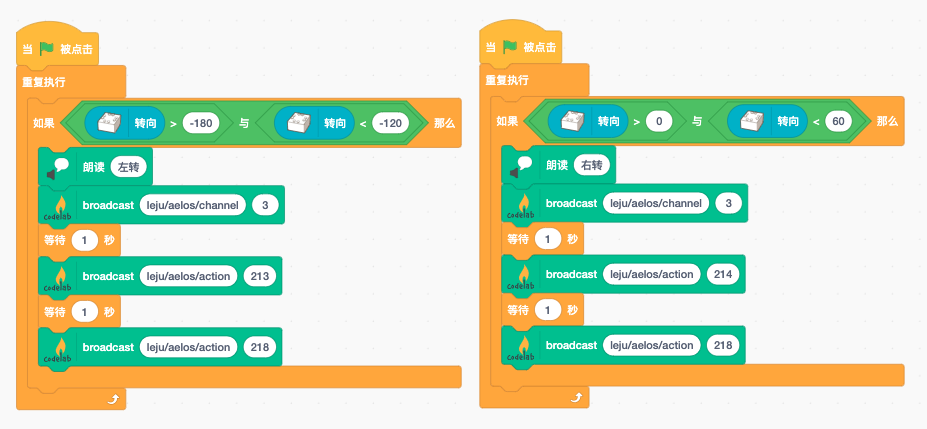 当 被点击
重复执行
如果 转向 > -180 与 转向 < -120 那么
朗读 左转
codelab broadcast leju/aelos/channel 3
等待 1 秒
codelab broadcast leju/aelos/action 213
等待 1 秒
codelab broadcast leju/aelos/action 218
当 被点击
重复执行
如果 转向 > 0 与 转向 < 60 那么
朗读 右转
codelab broadcast leju/aelos/channel 3
等待 1 秒
codelab broadcast leju/aelos/action 214
等待 1 秒
codelab broadcast leju/aelos/action 218